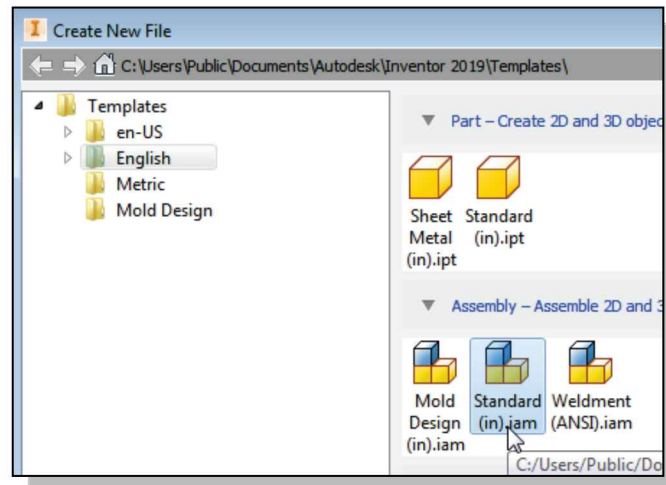 Create New File
C:\Users\Public\Documents\Autodesk\Inventor 2019\Templates\
Templates
en-US
English
Metric
Mold Design
Part – Create 2D and 3D objec
Sheet Metal (in).ipt
Standard (in).ipt
Assembly – Assemble 2D and 3
Mold Design (in).iam
Standard (in).iam
Weldment (ANSI).iam
C:/Users/Public/Do